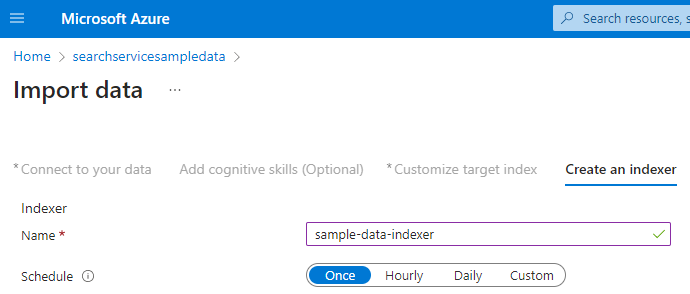 Microsoft Azure
Search resources, s
Home > searchservicesampledata >
Import data ...
* Connect to your data Add cognitive skills (Optional) * Customize target index Create an indexer
Indexer
Name * sample-data-indexer
Schedule Once Hourly Daily Custom